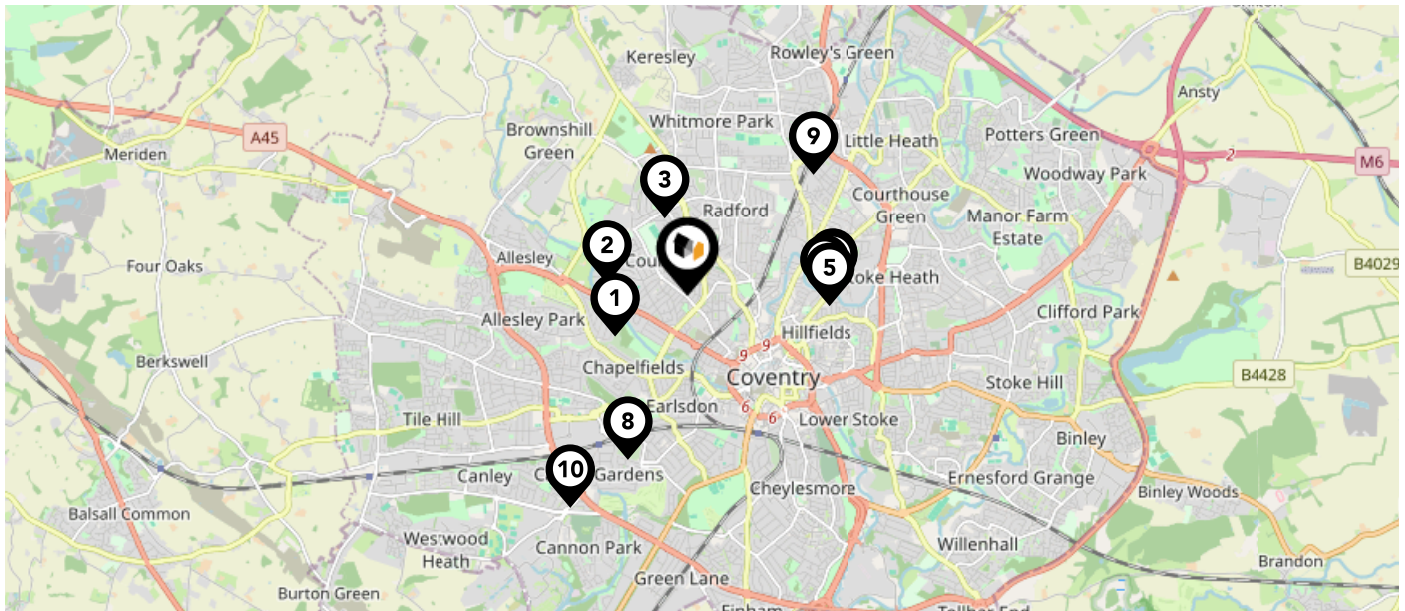 Keresley
Rowley's Green
Ansty
Whitmore Park
9
Little Heath
Potters Green
Brownshill
Green
A45
Meriden
2
M6
Woodway Park
3
Courthouse
Green
Radford
Manor Farm
Estate
2
Allesley
Cou
Four Oaks
5
oke Heath
B4029
1
Allesley Park
Clifford Park
Hillfields
9
9
Berkswell
Chapelfields
Coventry
Stoke Hill
B4428
Earlsdon
6
6
Tile Hill
8
Lower Stoke
Binley
10
Canley
C
Gardens
Cheylesmore
Ernesford Grange
Binley Woods
Balsall Common
Westwood
Heath
Cannon Park
Willenhall
Brandon
Green Lane
Burton Green
Finham